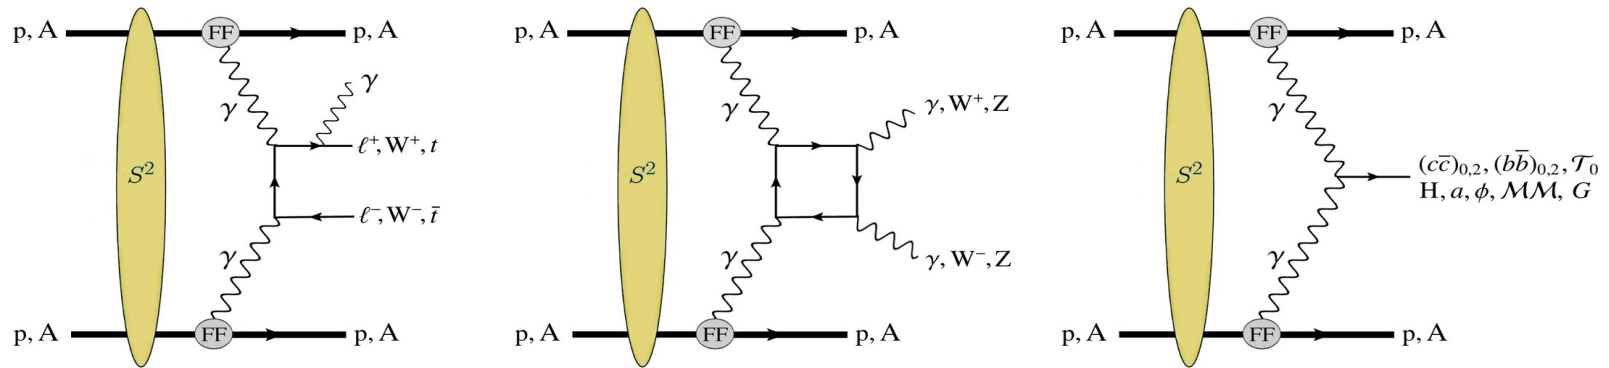 p, A FF p, A
γ
γ
ℓ⁺, W⁺, t
S²
ℓ⁻, W⁻, t̄
γ
p, A FF p, A
p, A FF p, A
γ
γ, W⁺, Z
S²
γ
γ, W⁻, Z
p, A FF p, A
p, A FF p, A
γ
S²
(cc̄)₀,₂, (bb̄)₀,₂, 𝒯₀
H, a, ϕ, ℳℳ, G
γ
p, A FF p, A